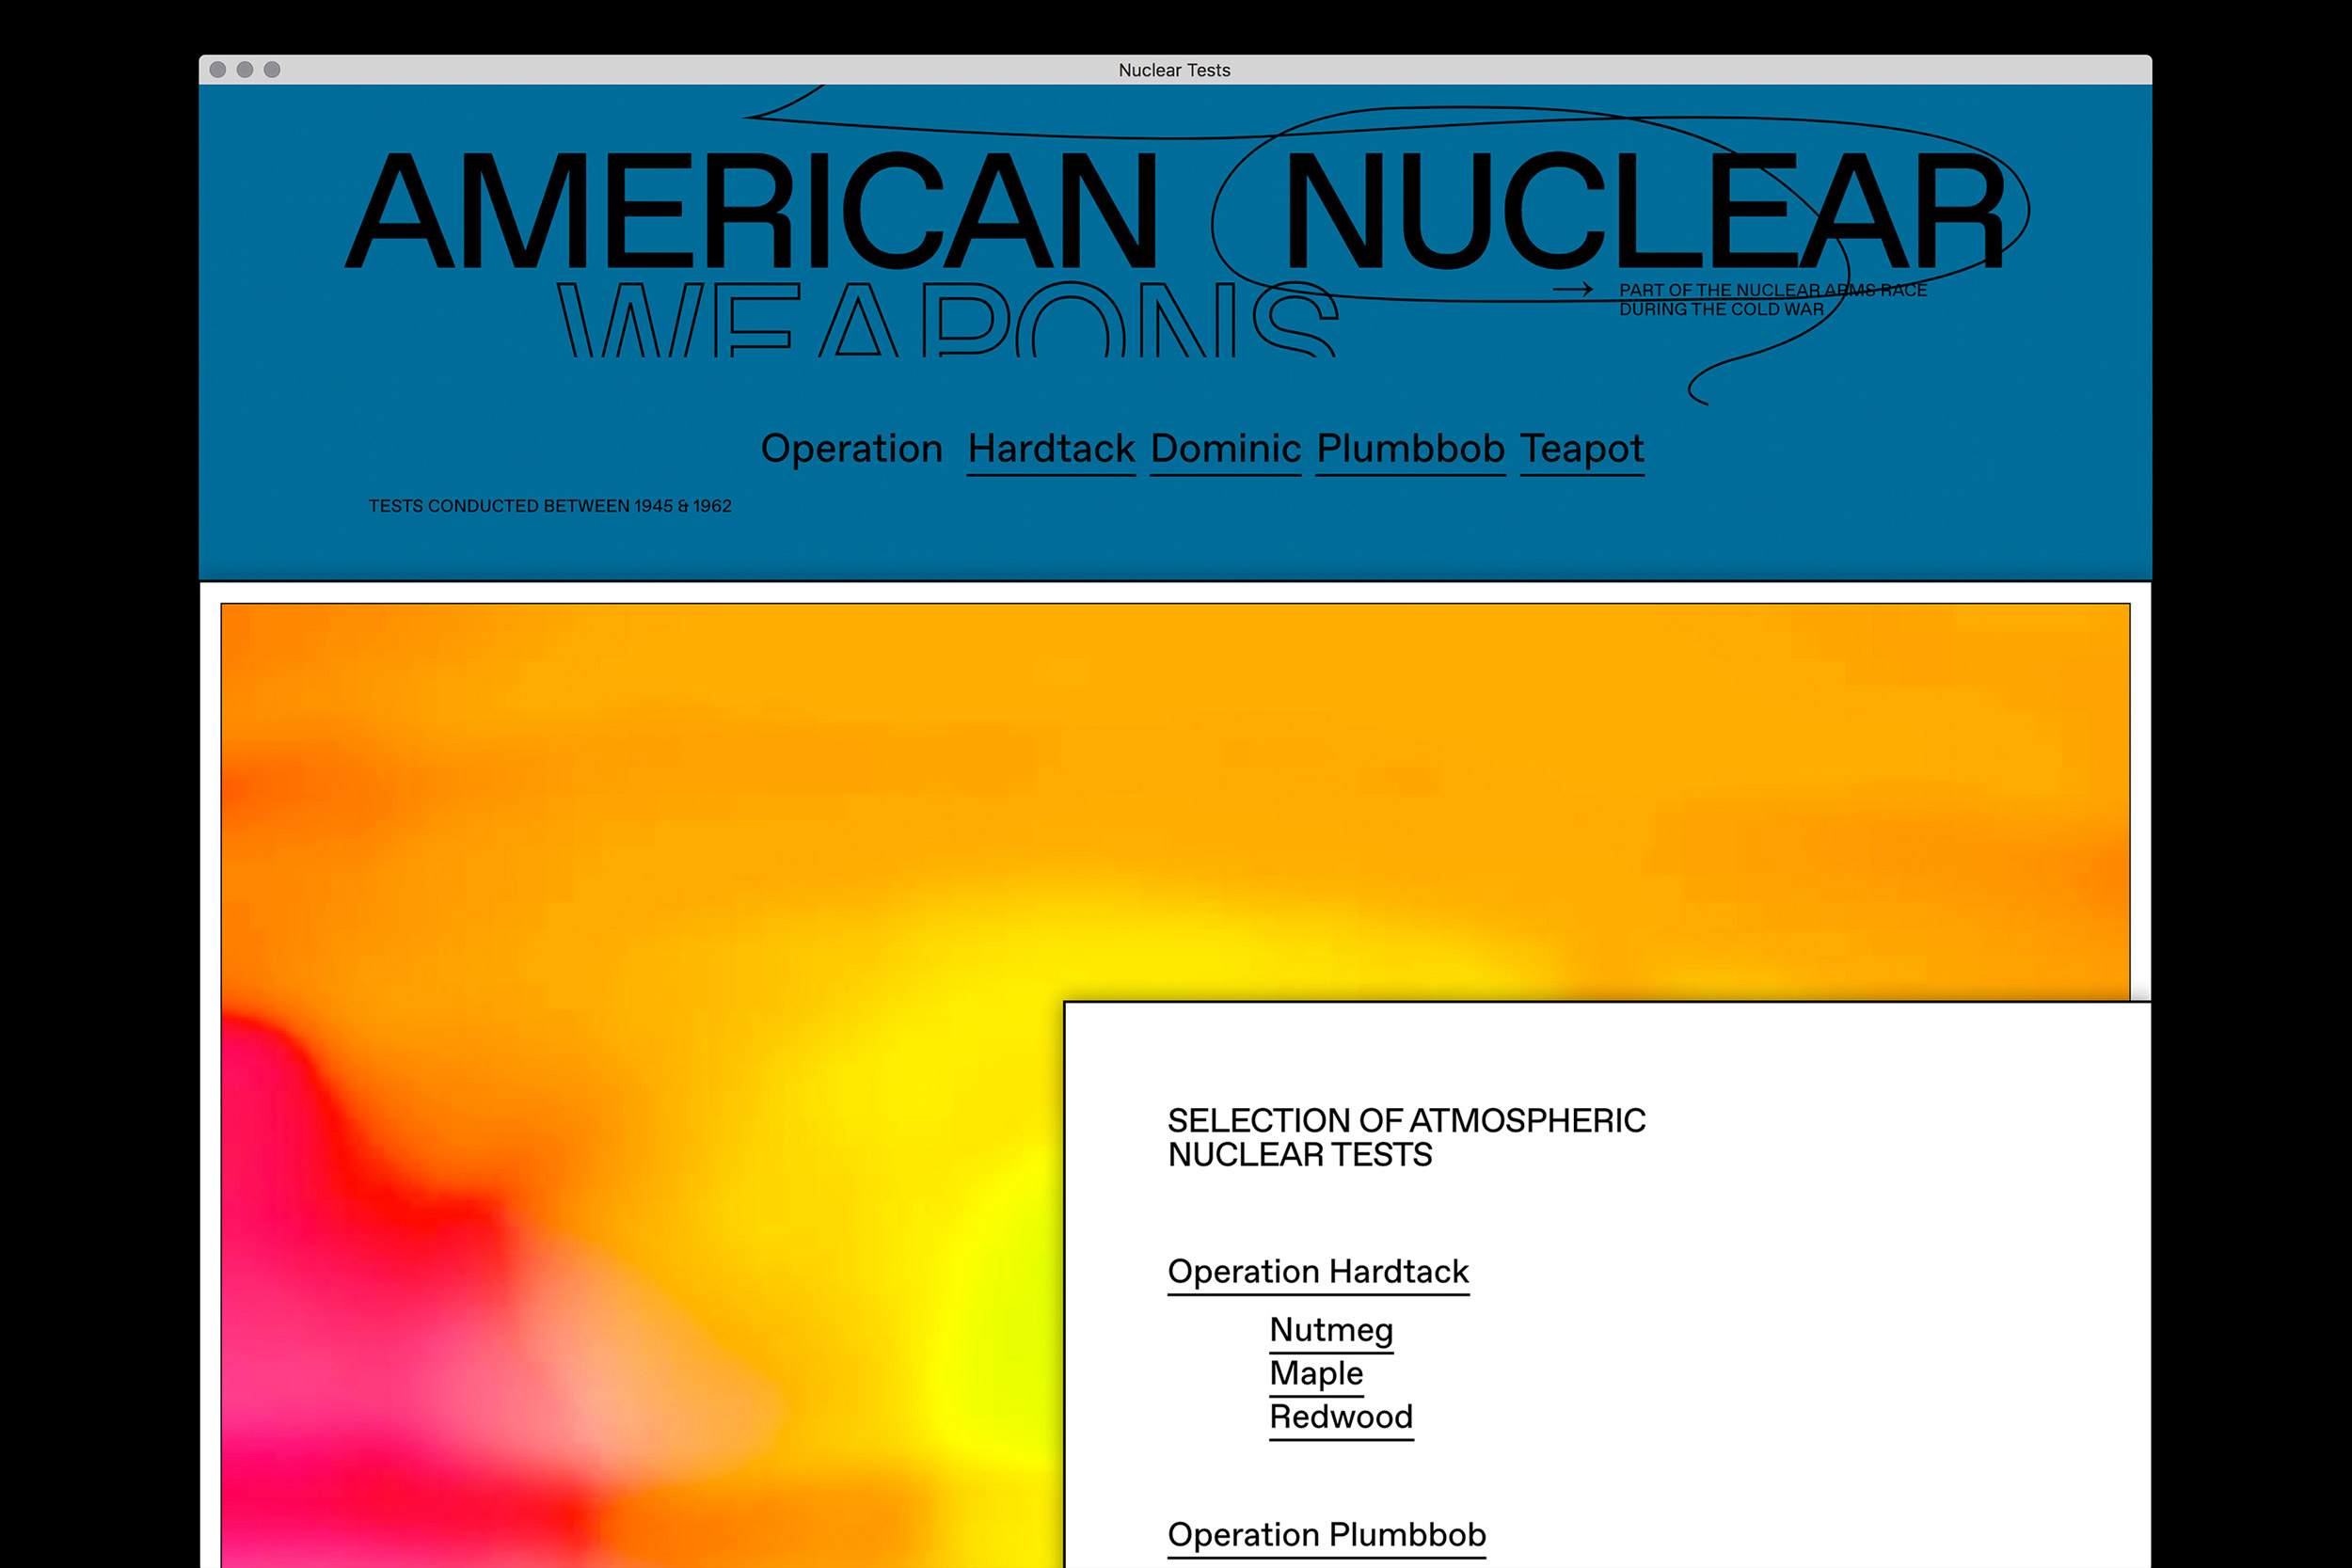 Nuclear Tests
AMERICAN NUCLEAR
WEAPONS
→ PART OF THE NUCLEAR ARMS RACE
DURING THE COLD WAR
Operation Hardtack Dominic Plumbbob Teapot
TESTS CONDUCTED BETWEEN 1945 & 1962
SELECTION OF ATMOSPHERIC
NUCLEAR TESTS
Operation Hardtack
Nutmeg
Maple
Redwood
Operation Plumbbob